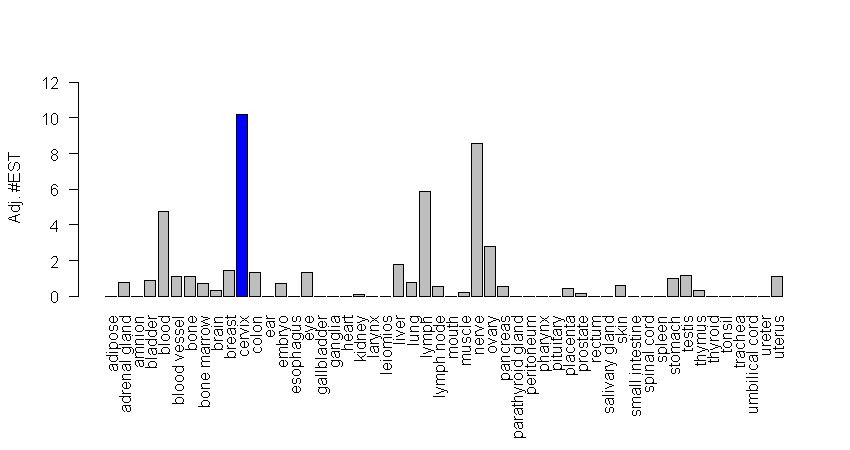 12
10
8
6
4
2
0
Adj. #EST
adipose
adrenal gland
amnion
bladder
blood
blood vessel
bone
bone marrow
brain
breast
cervix
colon
ear
embryo
esophagus
eye
gallbladder
ganglia
heart
kidney
larynx
leiomios
liver
lung
lymph
lymph node
mouth
muscle
nerve
ovary
pancreas
parathyroid gland
peritoneum
pharynx
pituitary
placenta
prostate
rectum
salivary gland
skin
small intestine
spinal cord
spleen
stomach
testis
thymus
thyroid
tonsil
trachea
umbilical cord
ureter
uterus